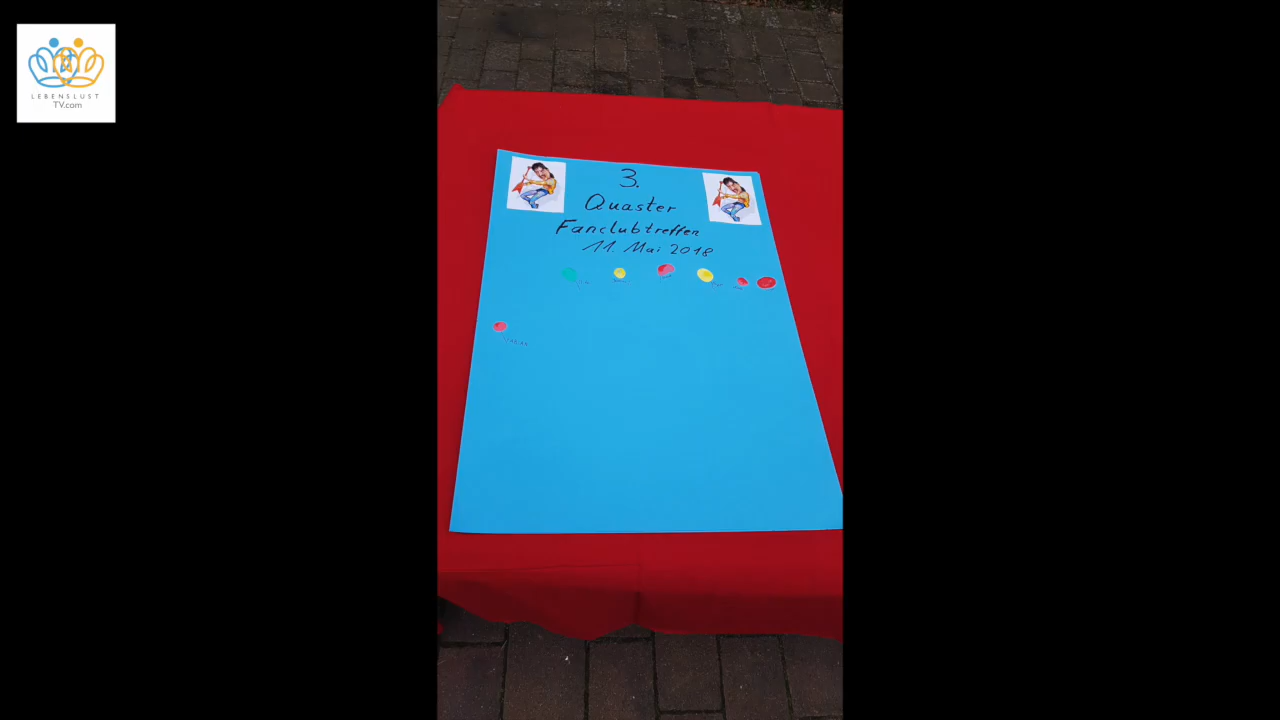 LEBENSLUST
TV.com
3.
Quaster
Fanclubtreffen
11. Mai 2018